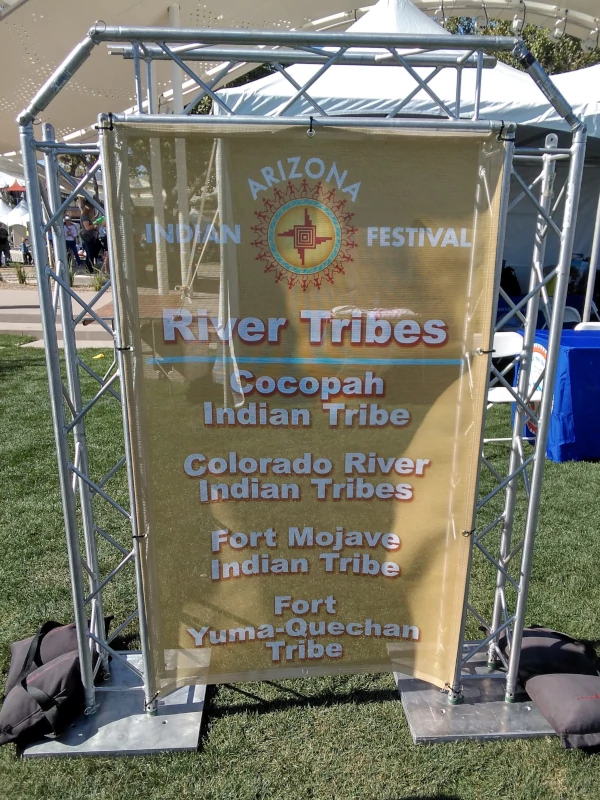 ARIZONA
INDIAN FESTIVAL
River Tribes
Cocopah
Indian Tribe
Colorado River
Indian Tribes
Fort Mojave
Indian Tribe
Fort
Yuma-Quechan
Tribe